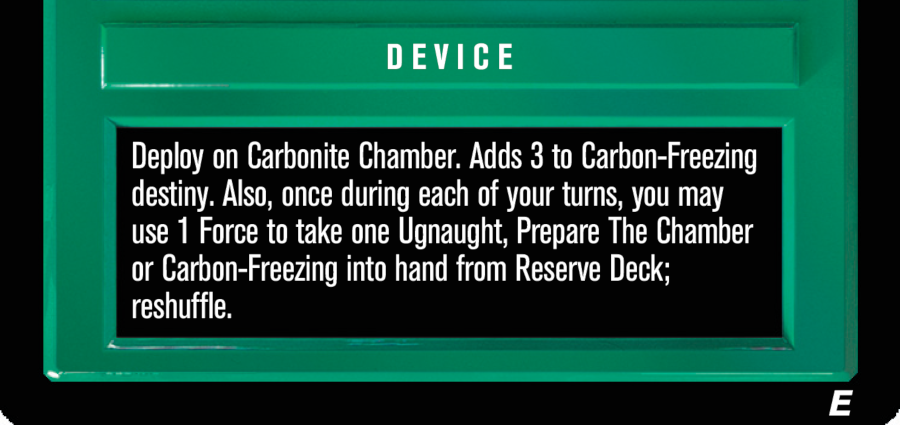 DEVICE
Deploy on Carbonite Chamber. Adds 3 to Carbon-Freezing
destiny. Also, once during each of your turns, you may
use 1 Force to take one Ugnaught, Prepare The Chamber
or Carbon-Freezing into hand from Reserve Deck;
reshuffle.
E